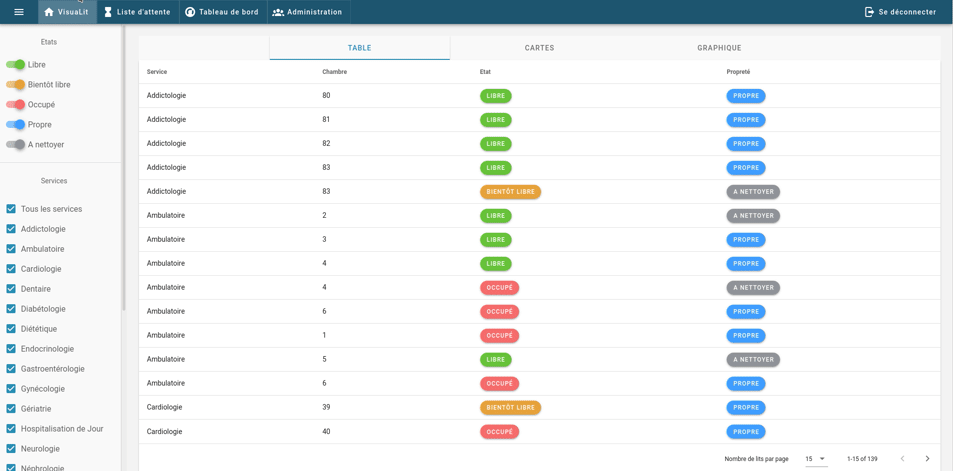 VisuaLit Liste d'attente Tableau de bord Administration Se déconnecter
Etats
Libre
Bientôt libre
Occupé
Propre
A nettoyer
Services
Tous les services
Addictologie
Ambulatoire
Cardiologie
Dentaire
Diabétologie
Diététique
Endocrinologie
Gastroentérologie
Gynécologie
Gériatrie
Hospitalisation de Jour
Neurologie
Néphrologie
TABLE CARTES GRAPHIQUE
Service Chambre Etat Propreté
Addictologie 80 LIBRE PROPRE
Addictologie 81 LIBRE PROPRE
Addictologie 82 LIBRE PROPRE
Addictologie 83 LIBRE PROPRE
Addictologie 83 BIENTÔT LIBRE A NETTOYER
Ambulatoire 2 LIBRE A NETTOYER
Ambulatoire 3 LIBRE PROPRE
Ambulatoire 4 LIBRE PROPRE
Ambulatoire 4 OCCUPÉ A NETTOYER
Ambulatoire 6 OCCUPÉ PROPRE
Ambulatoire 1 OCCUPÉ PROPRE
Ambulatoire 5 LIBRE A NETTOYER
Ambulatoire 6 OCCUPÉ PROPRE
Cardiologie 39 BIENTÔT LIBRE PROPRE
Cardiologie 40 OCCUPÉ PROPRE
Nombre de lits par page 15 1-15 of 139